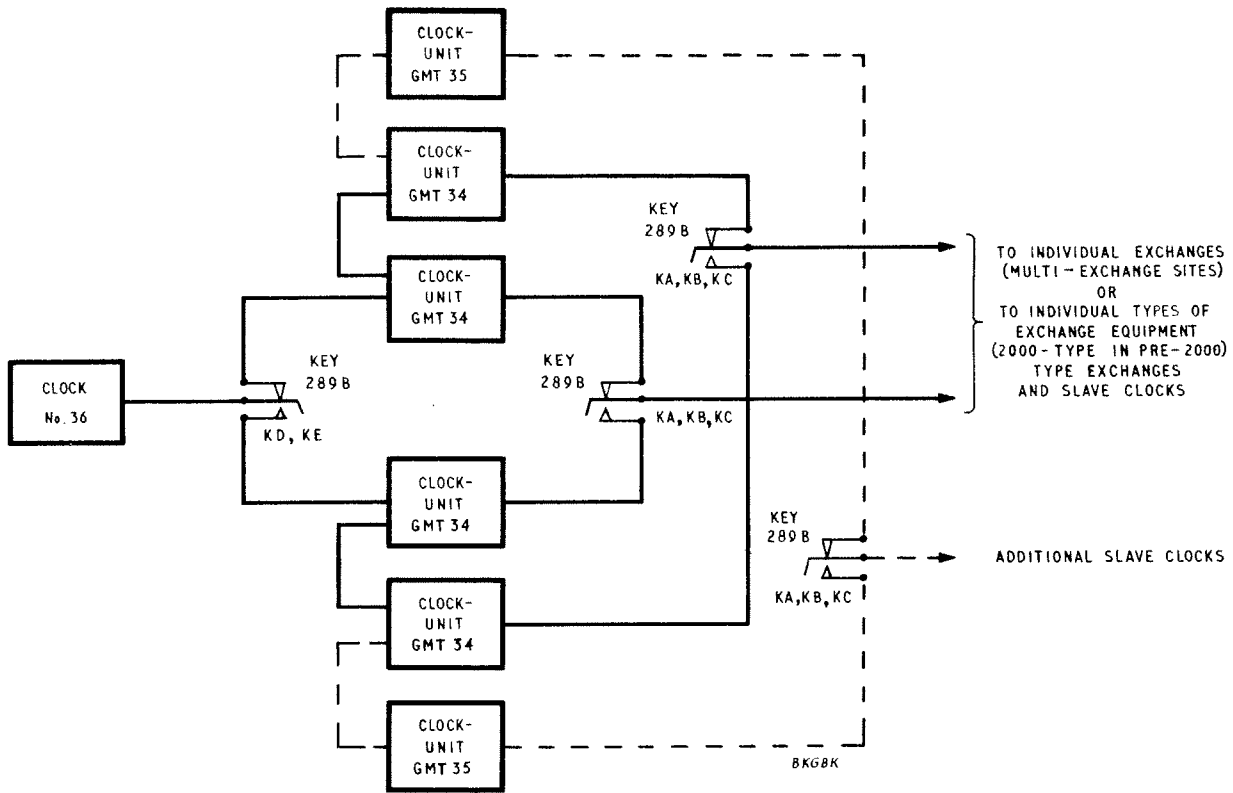 CLOCK-
UNIT
GMT 35
CLOCK-
UNIT
GMT 34
KEY
289B
KA, KB, KC
CLOCK-
UNIT
GMT 34
TO INDIVIDUAL EXCHANGES
(MULTI-EXCHANGE SITES)
OR
TO INDIVIDUAL TYPES OF
EXCHANGE EQUIPMENT
(2000-TYPE IN PRE-2000)
TYPE EXCHANGES
AND SLAVE CLOCKS
CLOCK
No. 36
KEY
289B
KD, KE
KEY
289B
KA, KB, KC
CLOCK-
UNIT
GMT 34
KEY
289B
KA, KB, KC
ADDITIONAL SLAVE CLOCKS
CLOCK-
UNIT
GMT 34
CLOCK-
UNIT
GMT 35
BKGBK